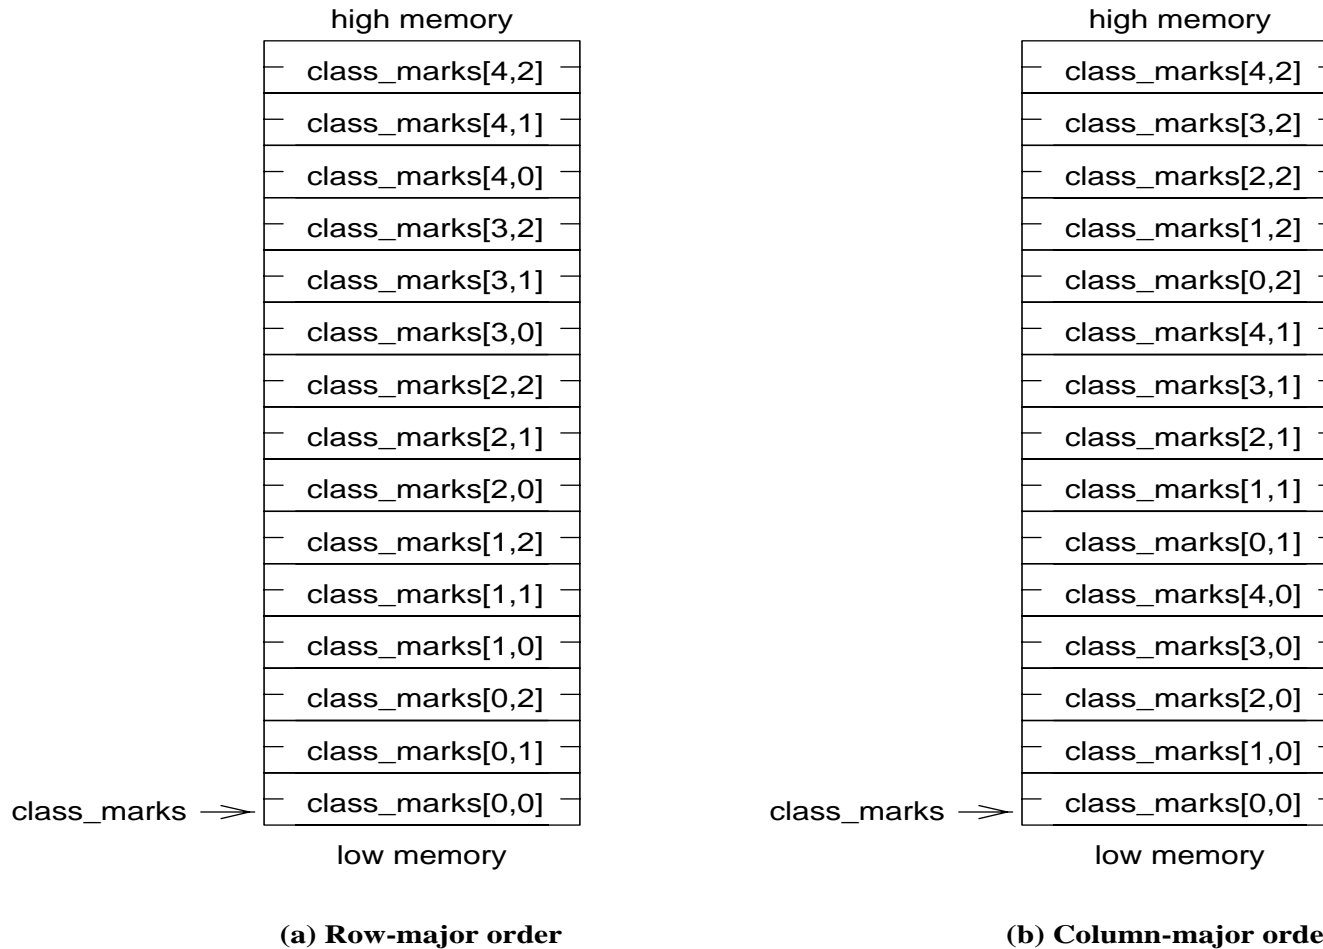 high memory
class_marks[4,2]
class_marks[4,1]
class_marks[4,0]
class_marks[3,2]
class_marks[3,1]
class_marks[3,0]
class_marks[2,2]
class_marks[2,1]
class_marks[2,0]
class_marks[1,2]
class_marks[1,1]
class_marks[1,0]
class_marks[0,2]
class_marks[0,1]
class_marks[0,0]
class_marks
low memory
(a) Row-major order
high memory
class_marks[4,2]
class_marks[3,2]
class_marks[2,2]
class_marks[1,2]
class_marks[0,2]
class_marks[4,1]
class_marks[3,1]
class_marks[2,1]
class_marks[1,1]
class_marks[0,1]
class_marks[4,0]
class_marks[3,0]
class_marks[2,0]
class_marks[1,0]
class_marks[0,0]
class_marks
low memory
(b) Column-major orde